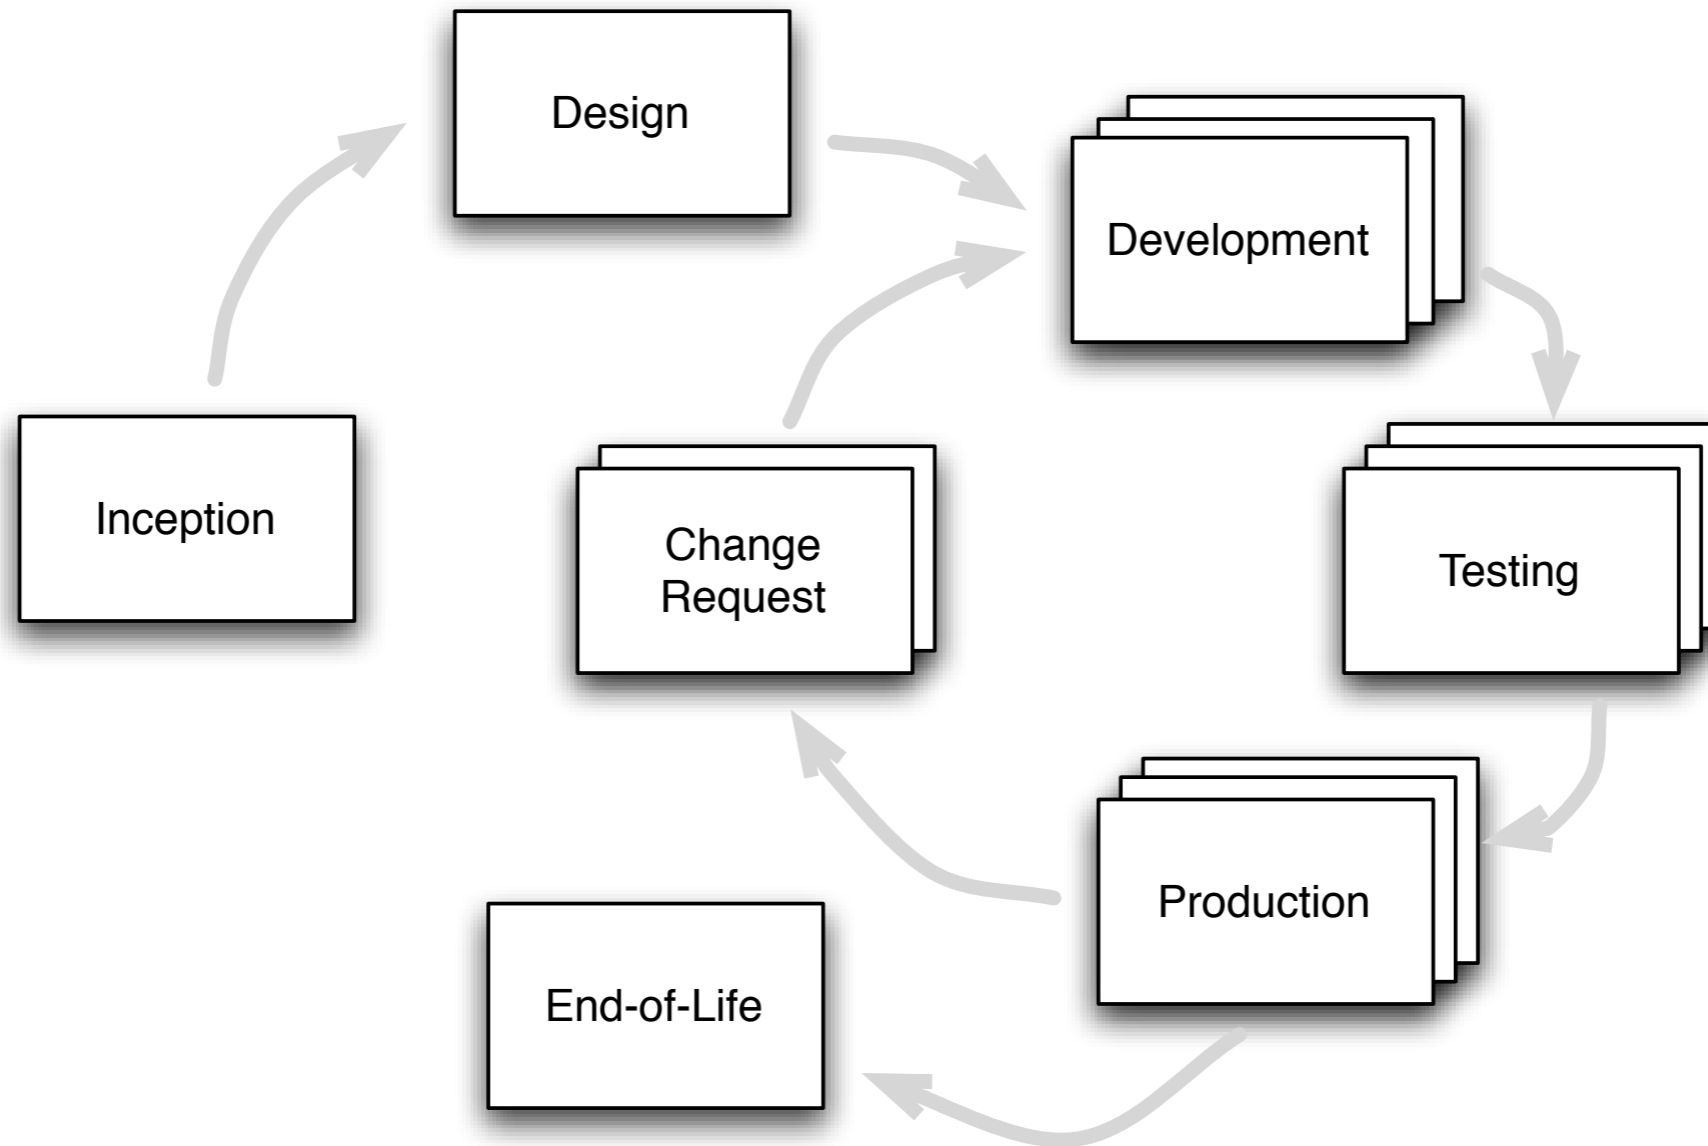 Design
Development
Inception
Change
Request
Testing
Production
End-of-Life